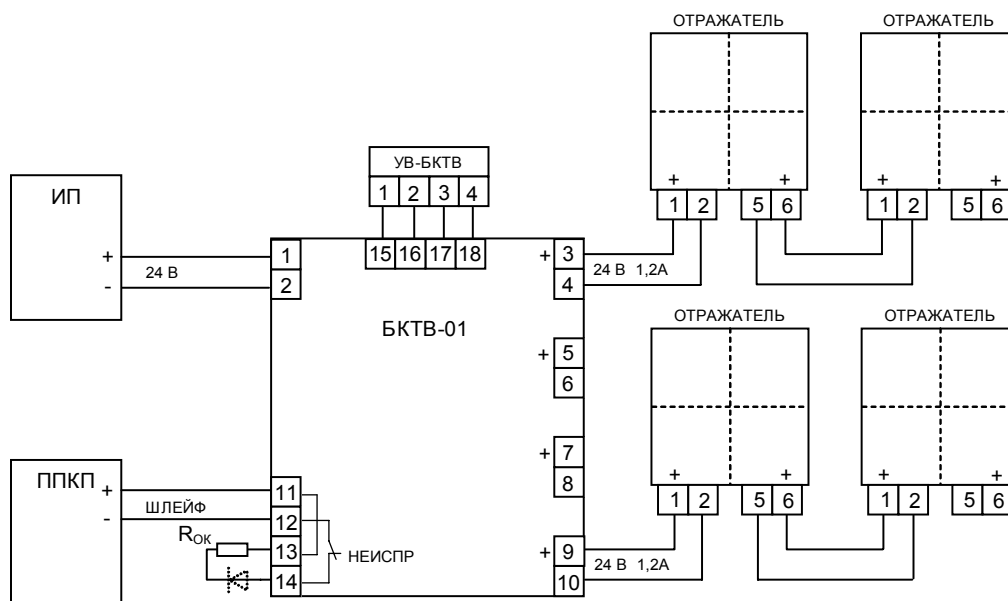 ОТРАЖАТЕЛЬ ОТРАЖАТЕЛЬ
+ + +
1 2 5 6 1 2 5 6
УВ-БКТВ
1 2 3 4
15 16 17 18
ИП
+
-
24 В
1
2
БКТВ-01
+ 3
4
24 В 1,2А
+ 5
6
+ 7
8
+ 9
10
24 В 1,2А
ОТРАЖАТЕЛЬ ОТРАЖАТЕЛЬ
+ + + +
1 2 5 6 1 2 5 6
ППКП
+
-
ШЛЕЙФ
11
12
13
14
RОК
НЕИСПР